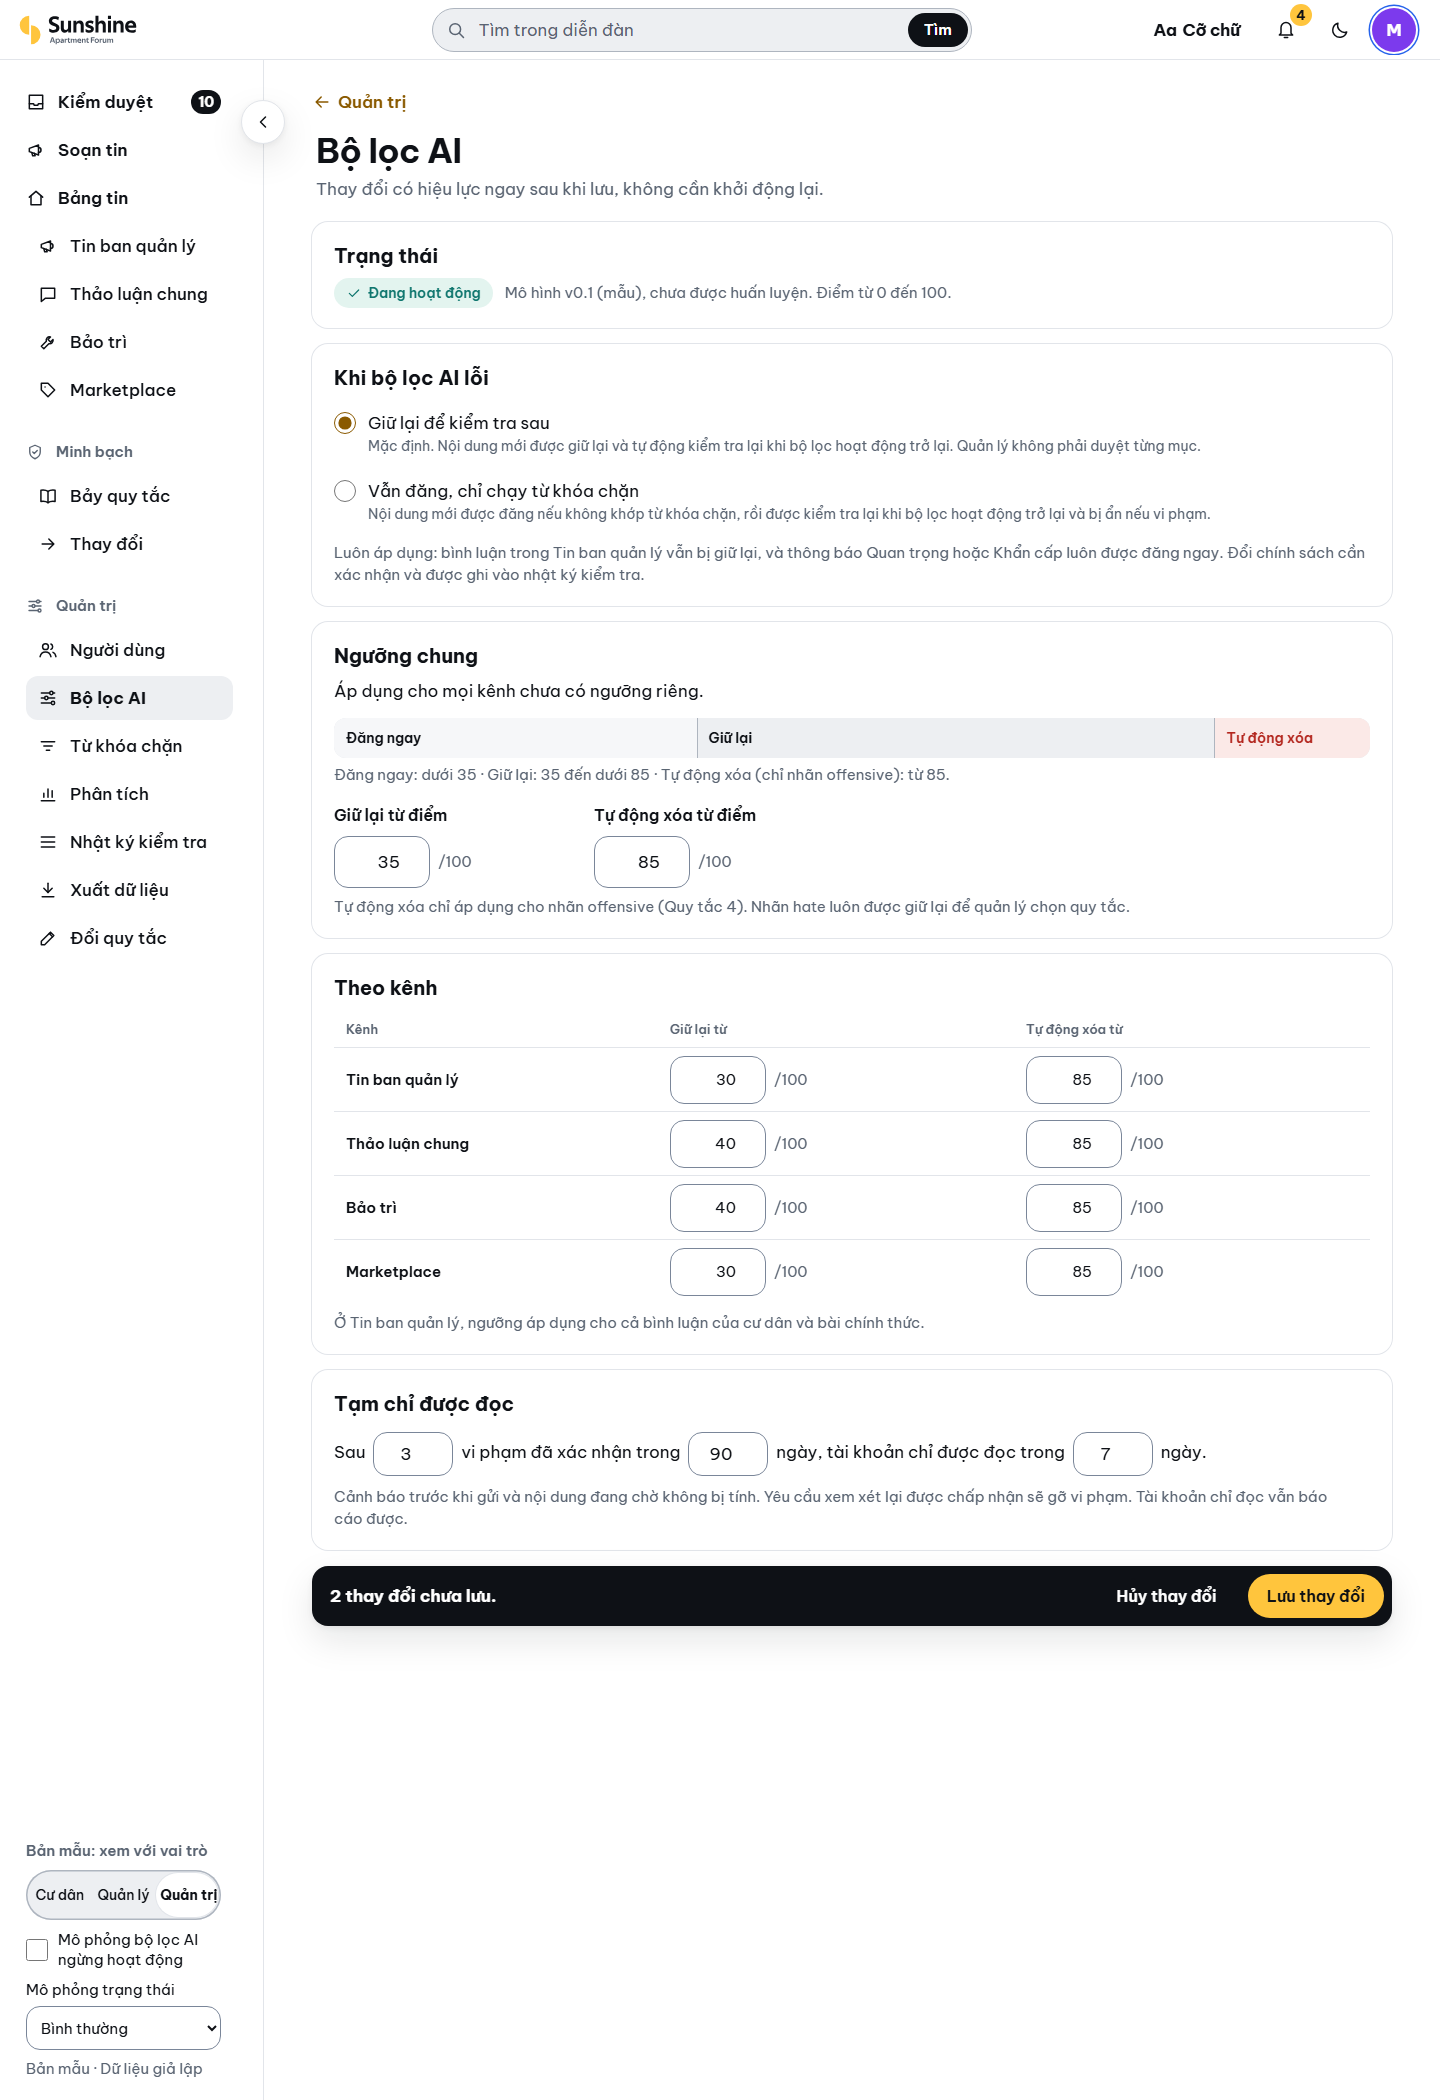 Sunshine
Apartment Forum
Tìm trong diễn đàn
Tìm
Aa Cỡ chữ
4
M
Kiểm duyệt
10
Soạn tin
Bảng tin
Tin ban quản lý
Thảo luận chung
Bảo trì
Marketplace
Minh bạch
Bảy quy tắc
Thay đổi
Quản trị
Người dùng
Bộ lọc AI
Từ khóa chặn
Phân tích
Nhật ký kiểm tra
Xuất dữ liệu
Đổi quy tắc
Bản mẫu: xem với vai trò
Cư dân
Quản lý
Quản trị
Mô phỏng bộ lọc AI
ngừng hoạt động
Mô phỏng trạng thái
Bình thường
Bản mẫu · Dữ liệu giả lập
Quản trị
Bộ lọc AI
Thay đổi có hiệu lực ngay sau khi lưu, không cần khởi động lại.
Trạng thái
Đang hoạt động
Mô hình v0.1 (mẫu), chưa được huấn luyện. Điểm từ 0 đến 100.
Khi bộ lọc AI lỗi
Giữ lại để kiểm tra sau
Mặc định. Nội dung mới được giữ lại và tự động kiểm tra lại khi bộ lọc hoạt động trở lại. Quản lý không phải duyệt từng mục.
Vẫn đăng, chỉ chạy từ khóa chặn
Nội dung mới được đăng nếu không khớp từ khóa chặn, rồi được kiểm tra lại khi bộ lọc hoạt động trở lại và bị ẩn nếu vi phạm.
Luôn áp dụng: bình luận trong Tin ban quản lý vẫn bị giữ lại, và thông báo Quan trọng hoặc Khẩn cấp luôn được đăng ngay. Đổi chính sách cần
xác nhận và được ghi vào nhật ký kiểm tra.
Ngưỡng chung
Áp dụng cho mọi kênh chưa có ngưỡng riêng.
Đăng ngay
Giữ lại
Tự động xóa
Đăng ngay: dưới 35 · Giữ lại: 35 đến dưới 85 · Tự động xóa (chỉ nhãn offensive): từ 85.
Giữ lại từ điểm
Tự động xóa từ điểm
35 /100
85 /100
Tự động xóa chỉ áp dụng cho nhãn offensive (Quy tắc 4). Nhãn hate luôn được giữ lại để quản lý chọn quy tắc.
Theo kênh
Kênh
Giữ lại từ
Tự động xóa từ
Tin ban quản lý
30 /100
85 /100
Thảo luận chung
40 /100
85 /100
Bảo trì
40 /100
85 /100
Marketplace
30 /100
85 /100
Ở Tin ban quản lý, ngưỡng áp dụng cho cả bình luận của cư dân và bài chính thức.
Tạm chỉ được đọc
Sau 3 vi phạm đã xác nhận trong 90 ngày, tài khoản chỉ được đọc trong 7 ngày.
Cảnh báo trước khi gửi và nội dung đang chờ không bị tính. Yêu cầu xem xét lại được chấp nhận sẽ gỡ vi phạm. Tài khoản chỉ đọc vẫn báo
cáo được.
2 thay đổi chưa lưu.
Hủy thay đổi
Lưu thay đổi